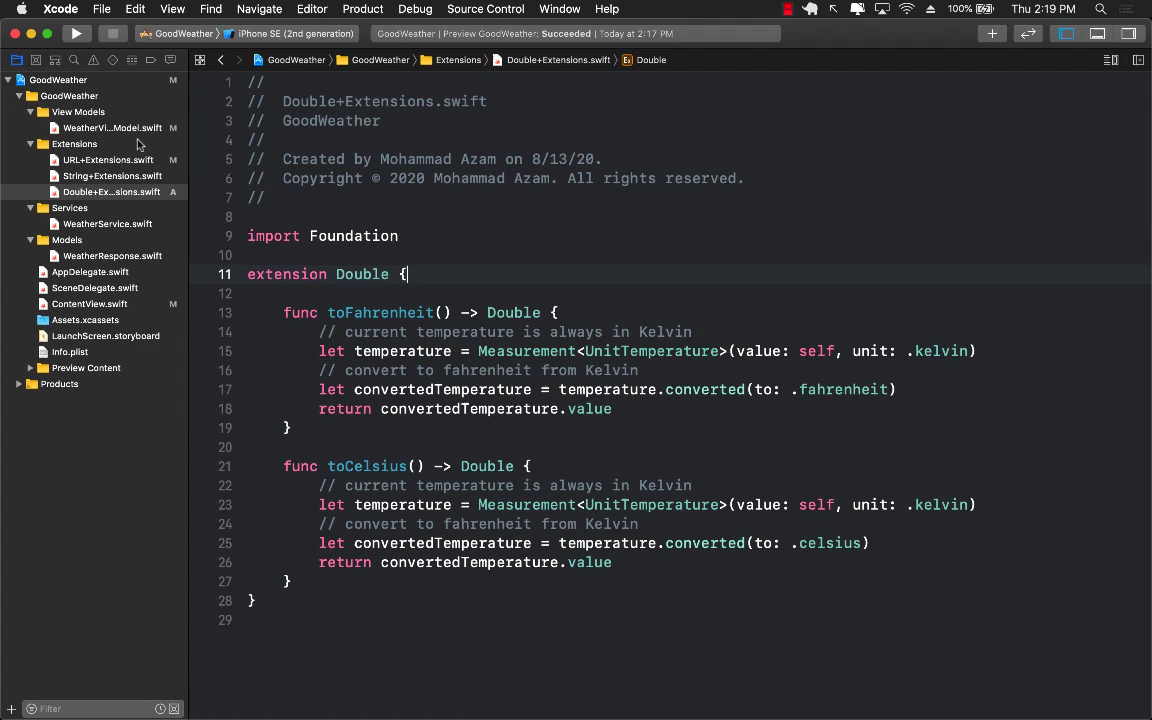 Xcode File Edit View Find Navigate Editor Product Debug Source Control Window Help 100% Thu 2:19 PM
GoodWeather iPhone SE (2nd generation) GoodWeather | Preview GoodWeather: Succeeded | Today at 2:17 PM
GoodWeather GoodWeather Extensions Double+Extensions.swift Ex Double
GoodWeather M
GoodWeather
View Models
WeatherVi...Model.swift M
Extensions
URL+Extensions.swift M
String+Extensions.swift
Double+Ex...sions.swift A
Services
WeatherService.swift
Models
WeatherResponse.swift
AppDelegate.swift
SceneDelegate.swift
ContentView.swift M
Assets.xcassets
LaunchScreen.storyboard
Info.plist
Preview Content
Products
Filter
1 //
2 // Double+Extensions.swift
3 // GoodWeather
4 //
5 // Created by Mohammad Azam on 8/13/20.
6 // Copyright © 2020 Mohammad Azam. All rights reserved.
7 //
8
9 import Foundation
10
11 extension Double {
12
13 func toFahrenheit() -> Double {
14 // current temperature is always in Kelvin
15 let temperature = Measurement<UnitTemperature>(value: self, unit: .kelvin)
16 // convert to fahrenheit from Kelvin
17 let convertedTemperature = temperature.converted(to: .fahrenheit)
18 return convertedTemperature.value
19 }
20
21 func toCelsius() -> Double {
22 // current temperature is always in Kelvin
23 let temperature = Measurement<UnitTemperature>(value: self, unit: .kelvin)
24 // convert to fahrenheit from Kelvin
25 let convertedTemperature = temperature.converted(to: .celsius)
26 return convertedTemperature.value
27 }
28 }
29